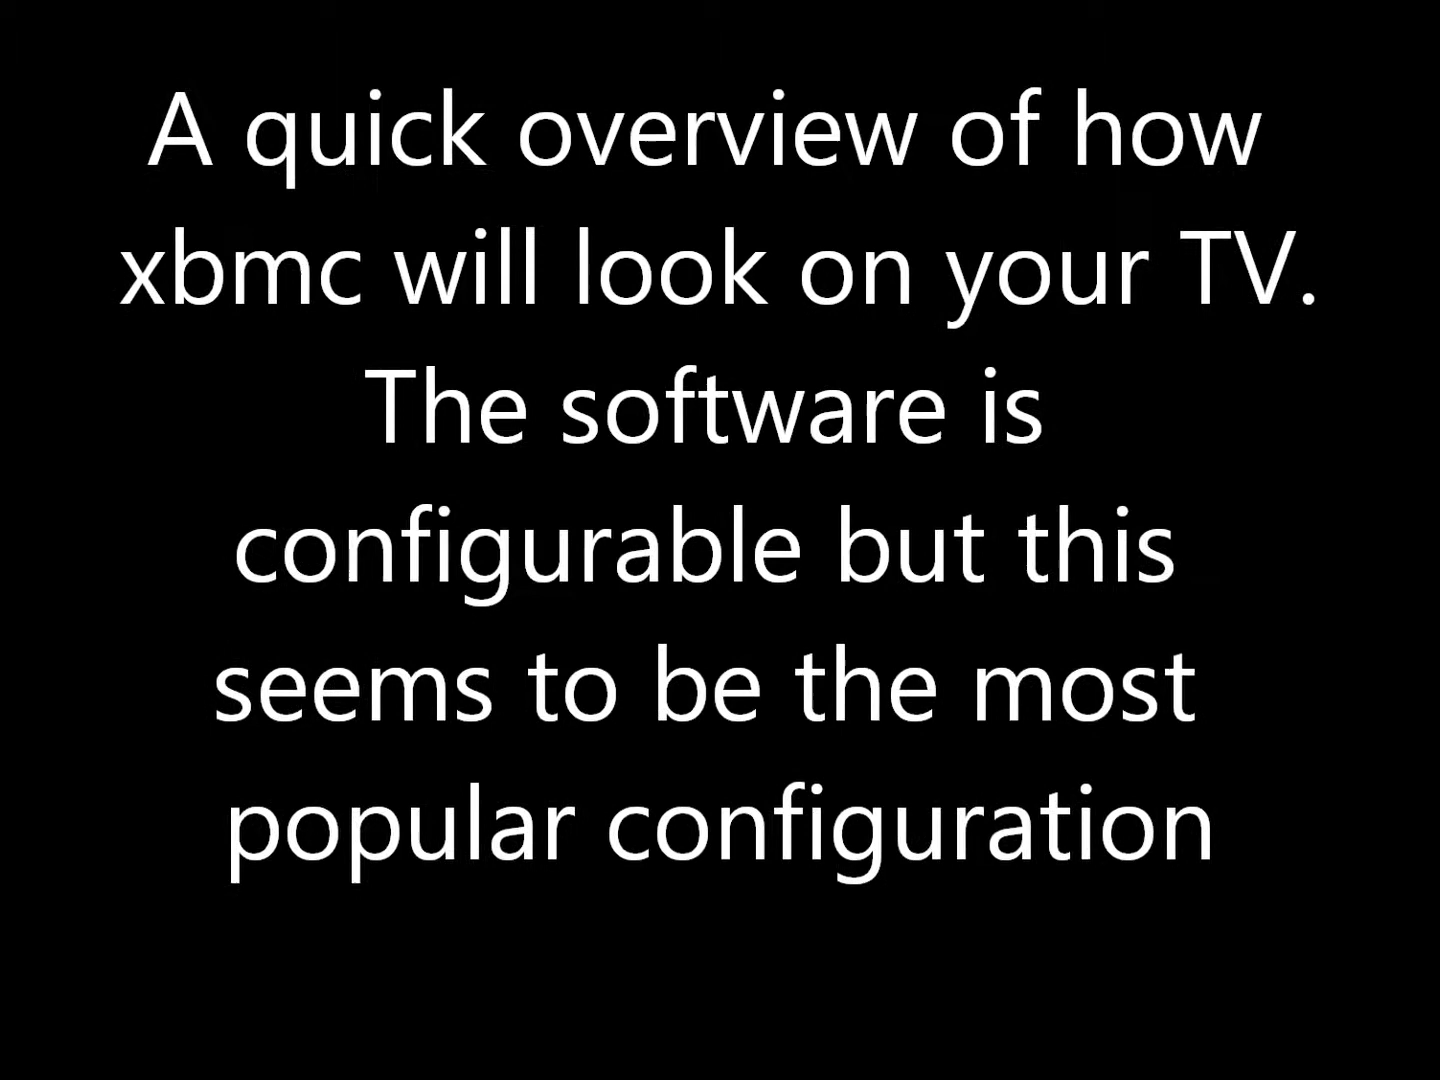 A quick overview of how
xbmc will look on your TV.
The software is
configurable but this
seems to be the most
popular configuration